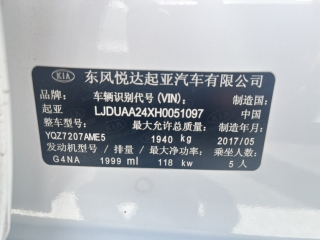 KIA 东风悦达起亚汽车有限公司
品牌: 车辆识别代号(VIN): 制造国:
起亚 LJDUAA24XH0051097 中国
整车型号: 最大允许总质量: 制造年月:
YQZ7207AME5 1940 kg 2017/05
发动机型号 / 排量 / 最大净功率: 乘坐人数:
G4NA 1999 ml 118 kw 5 人